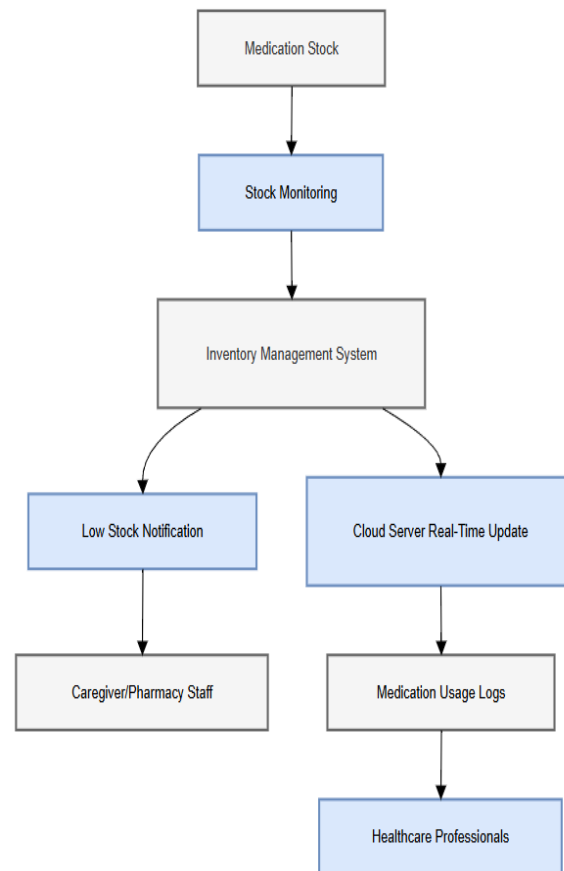 Medication Stock
Stock Monitoring
Inventory Management System
Low Stock Notification
Cloud Server Real-Time Update
Caregiver/Pharmacy Staff
Medication Usage Logs
Healthcare Professionals